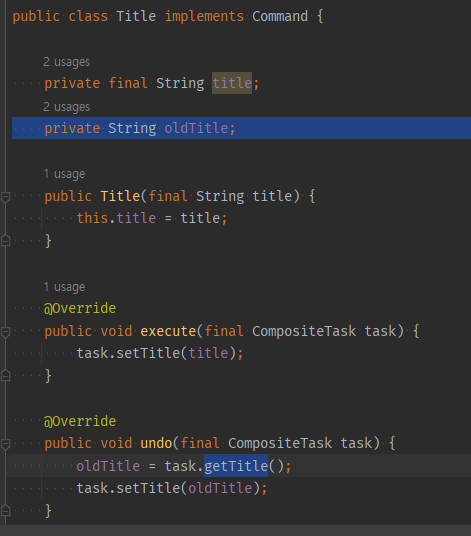 public class Title implements Command {
2 usages
private final String title;
2 usages
private String oldTitle;
1 usage
public Title(final String title) {
this.title = title;
}
1 usage
@Override
public void execute(final CompositeTask task) {
task.setTitle(title);
}
@Override
public void undo(final CompositeTask task) {
oldTitle = task.getTitle();
task.setTitle(oldTitle);
}